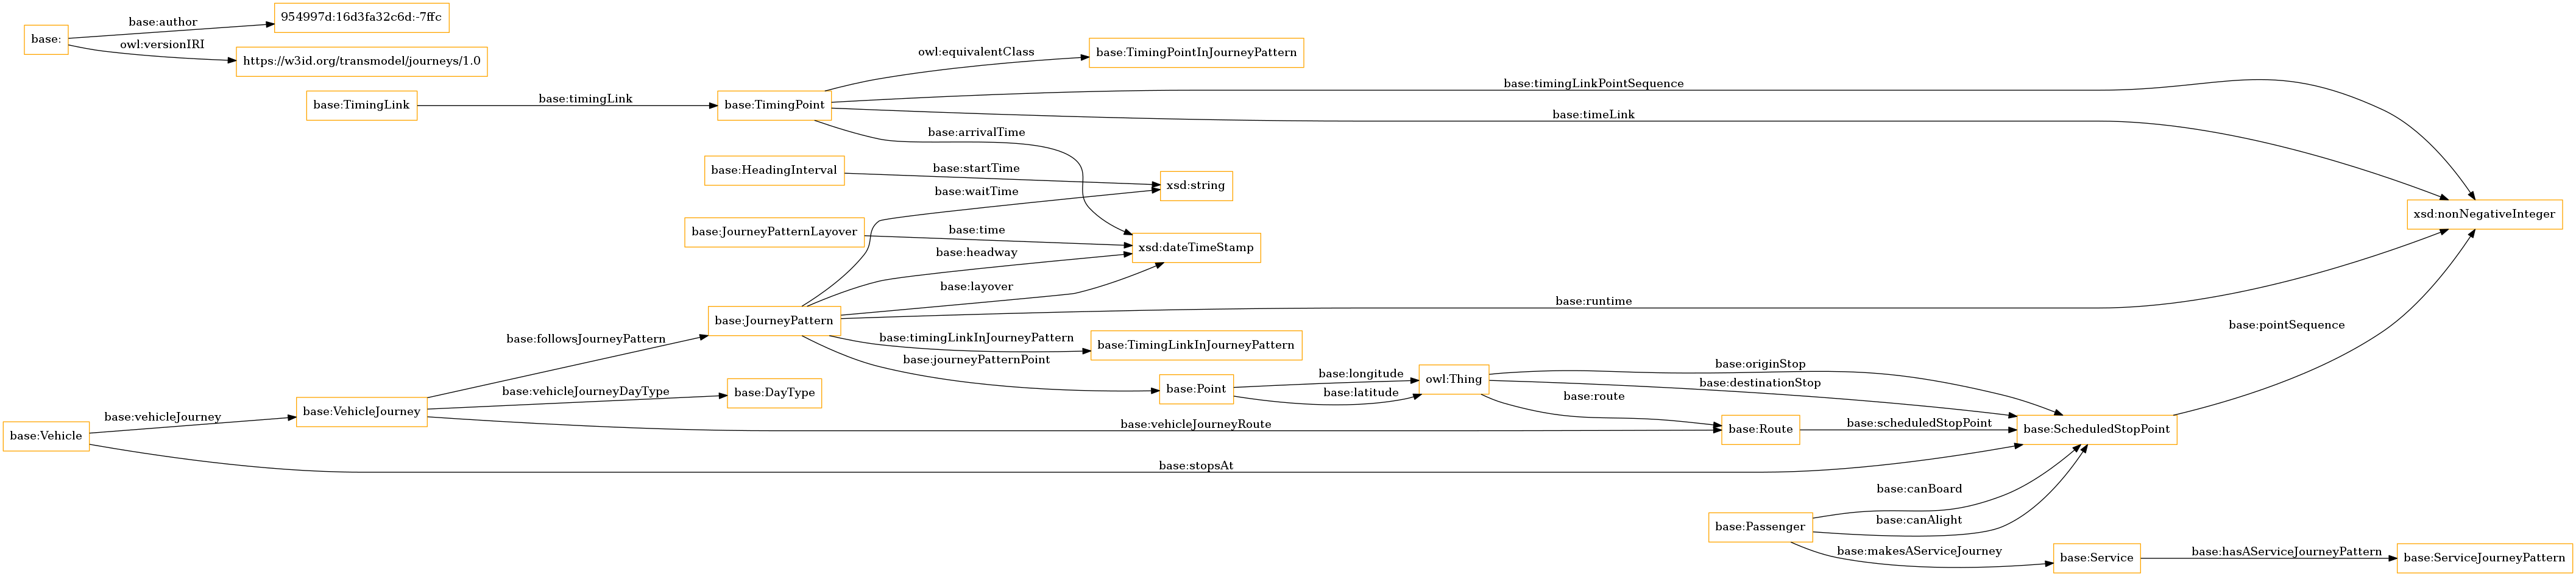 base:author
954997d:16d3fa32c6d:-7ffc
base:
owl:versionIRI
https://w3id.org/transmodel/journeys/1.0
owl:equivalentClass
base:TimingPointInJourneyPattern
base:TimingLink
base:timingLink
base:TimingPoint
base:timingLinkPointSequence
base:timeLink
base:arrivalTime
base:HeadingInterval
base:startTime
base:waitTime
xsd:string
xsd:nonNegativeInteger
base:JourneyPatternLayover
base:time
base:headway
xsd:dateTimeStamp
base:layover
base:JourneyPattern
base:runtime
base:followsJourneyPattern
base:timingLinkInJourneyPattern
base:TimingLinkInJourneyPattern
base:journeyPatternPoint
base:pointSequence
base:vehicleJourneyDayType
base:DayType
base:Point
base:longitude
base:latitude
owl:Thing
base:originStop
base:destinationStop
base:route
base:Vehicle
base:vehicleJourney
base:VehicleJourney
base:vehicleJourneyRoute
base:Route
base:scheduledStopPoint
base:ScheduledStopPoint
base:stopsAt
base:canBoard
base:canAlight
base:Passenger
base:makesAServiceJourney
base:Service
base:hasAServiceJourneyPattern
base:ServiceJourneyPattern